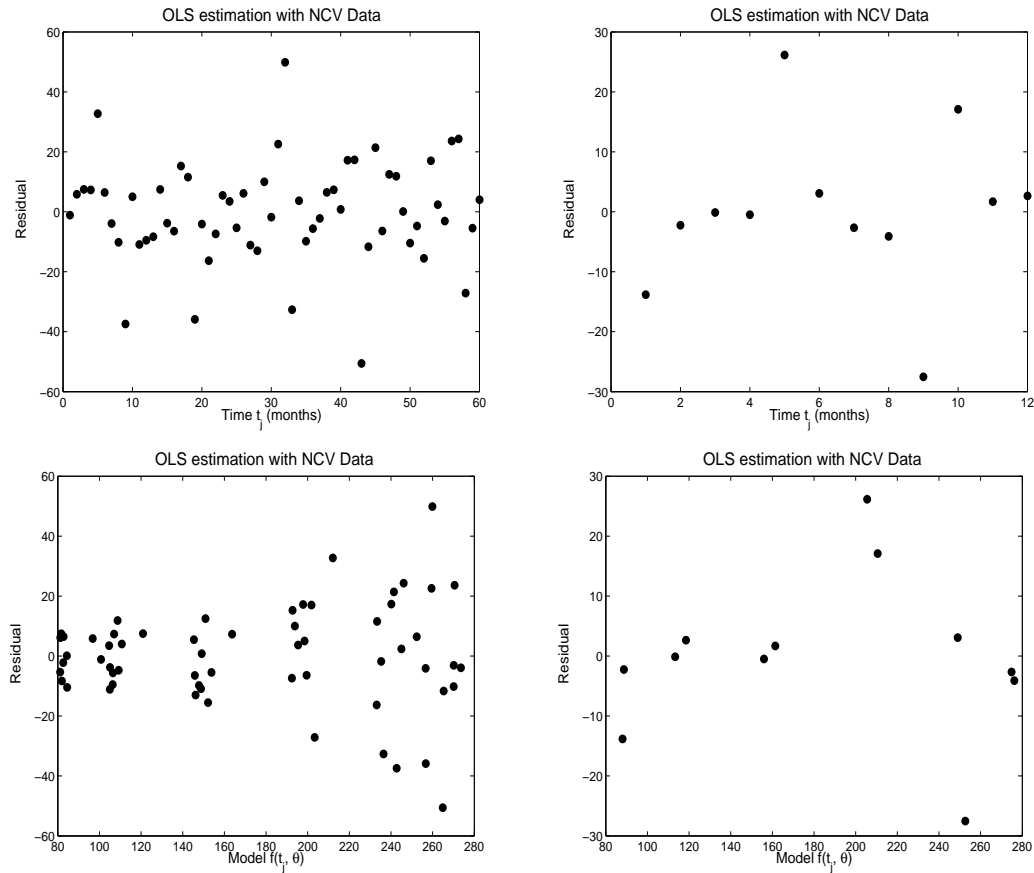 OLS estimation with NCV Data
60
40
20
0
−20
−40
−60
Residual
0 10 20 30 40 50 60
Time t_j (months)
OLS estimation with NCV Data
30
20
10
0
−10
−20
−30
Residual
0 2 4 6 8 10 12
Time t_j (months)
OLS estimation with NCV Data
60
40
20
0
−20
−40
−60
Residual
80 100 120 140 160 180 200 220 240 260 280
Model f(t_j, θ)
OLS estimation with NCV Data
30
20
10
0
−10
−20
−30
Residual
80 100 120 140 160 180 200 220 240 260 280
Model f(t_j, θ)